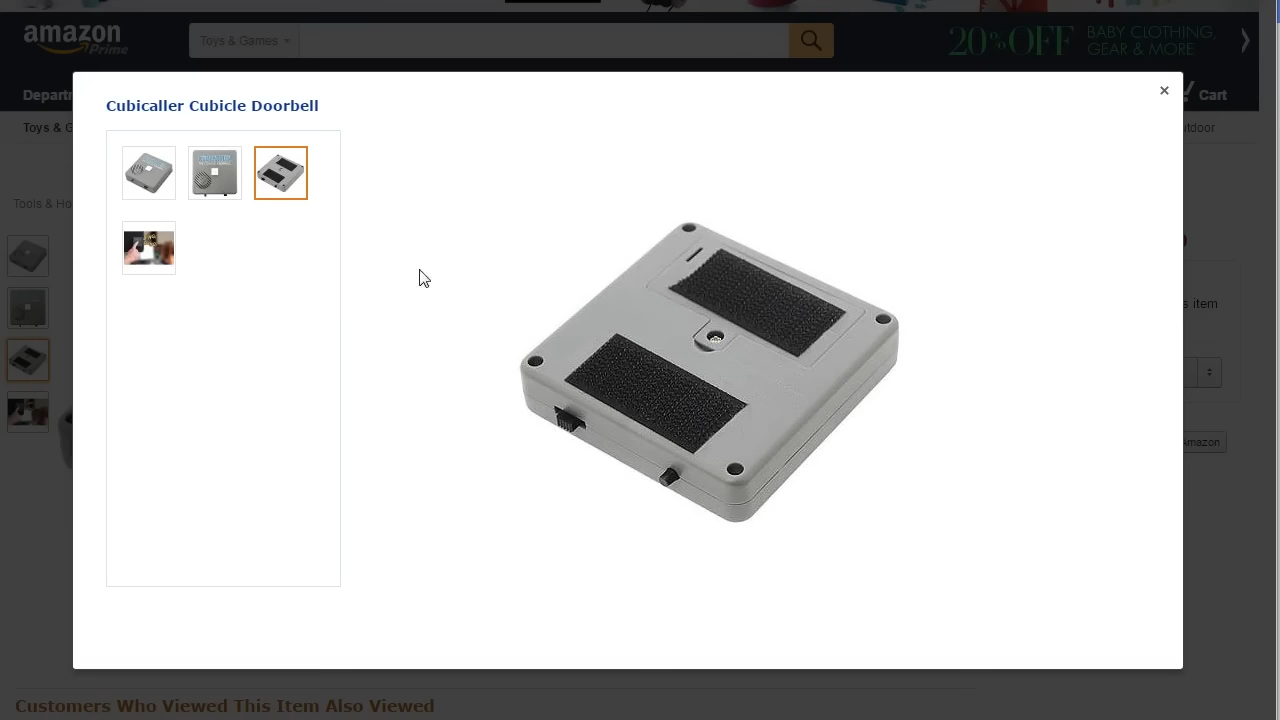 amazon
Prime
Toys & Games
20% OFF
BABY CLOTHING,
GEAR & MORE
Cart
Toys & G
Cubicaller Cubicle Doorbell
×
Tools & Ho
s item
Amazon
Customers Who Viewed This Item Also Viewed